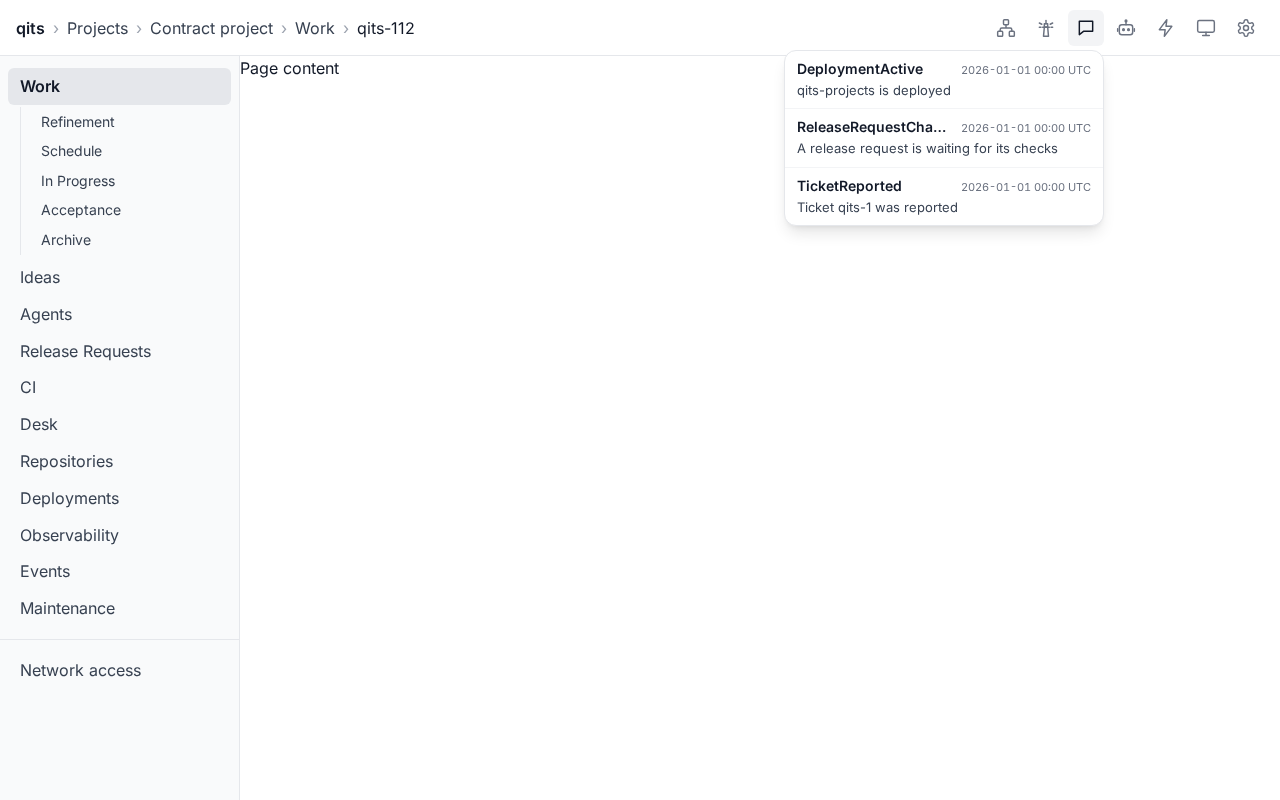 qits › Projects › Contract project › Work › qits-112
Work
Refinement
Schedule
In Progress
Acceptance
Archive
Ideas
Agents
Release Requests
CI
Desk
Repositories
Deployments
Observability
Events
Maintenance
Network access
Page content
DeploymentActive 2026-01-01 00:00 UTC
qits-projects is deployed
ReleaseRequestCha... 2026-01-01 00:00 UTC
A release request is waiting for its checks
TicketReported 2026-01-01 00:00 UTC
Ticket qits-1 was reported